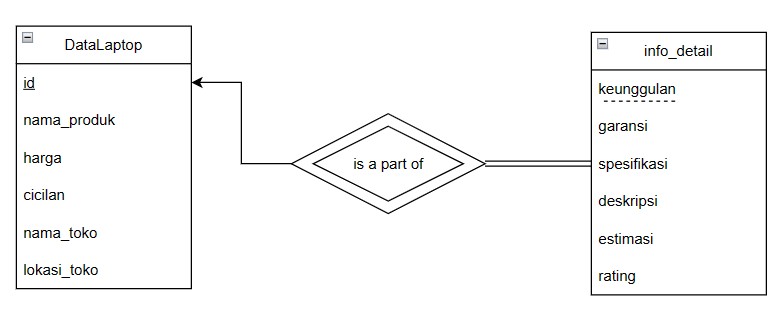 DataLaptop
id
nama_produk
harga
cicilan
nama_toko
lokasi_toko
is a part of
info_detail
keunggulan
garansi
spesifikasi
deskripsi
estimasi
rating